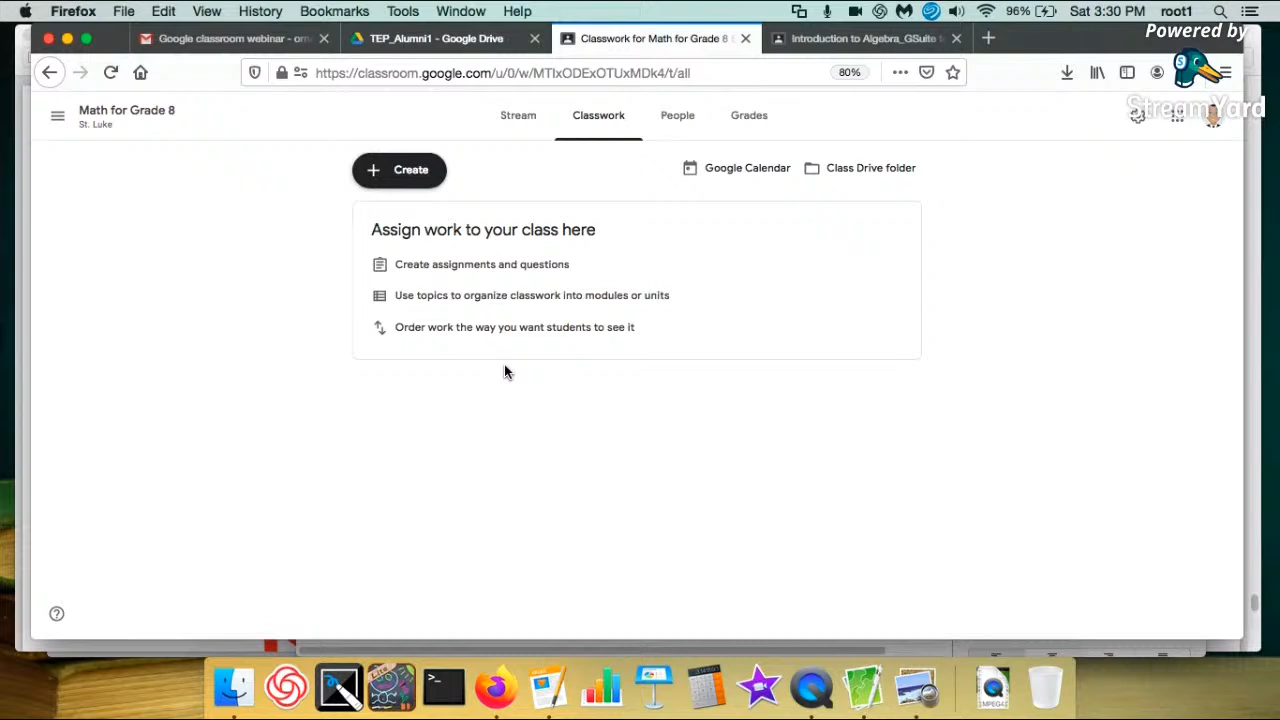 Firefox File Edit View History Bookmarks Tools Window Help 96% Sat 3:30 PM root1
Powered by
Google classroom webinar - om
TEP_Alumni1 - Google Drive
Classwork for Math for Grade 8
Introduction to Algebra_GSuite
https://classroom.google.com/u/0/w/MTIxODExOTUxMDk4/t/all
80%
StreamYard
Math for Grade 8
St. Luke
Stream Classwork People Grades
Create
Google Calendar Class Drive folder
Assign work to your class here
Create assignments and questions
Use topics to organize classwork into modules or units
Order work the way you want students to see it
1MPEG4